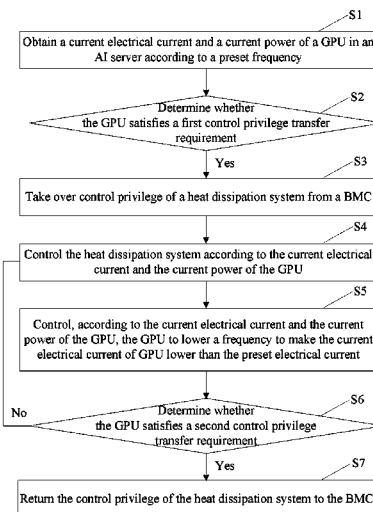 S1
Obtain a current electrical current and a current power of a GPU in an
AI server according to a preset frequency
S2
Determine whether
the GPU satisfies a first control privilege transfer
requirement
Yes
S3
Take over control privilege of a heat dissipation system from a BMC
S4
Control the heat dissipation system according to the current electrical
current and the current power of the GPU
S5
Control, according to the current electrical current and the current
power of the GPU, the GPU to lower a frequency to make the current
electrical current of GPU lower than the preset electrical current
S6
No
Determine whether
the GPU satisfies a second control privilege
transfer requirement
Yes
S7
Return the control privilege of the heat dissipation system to the BMC